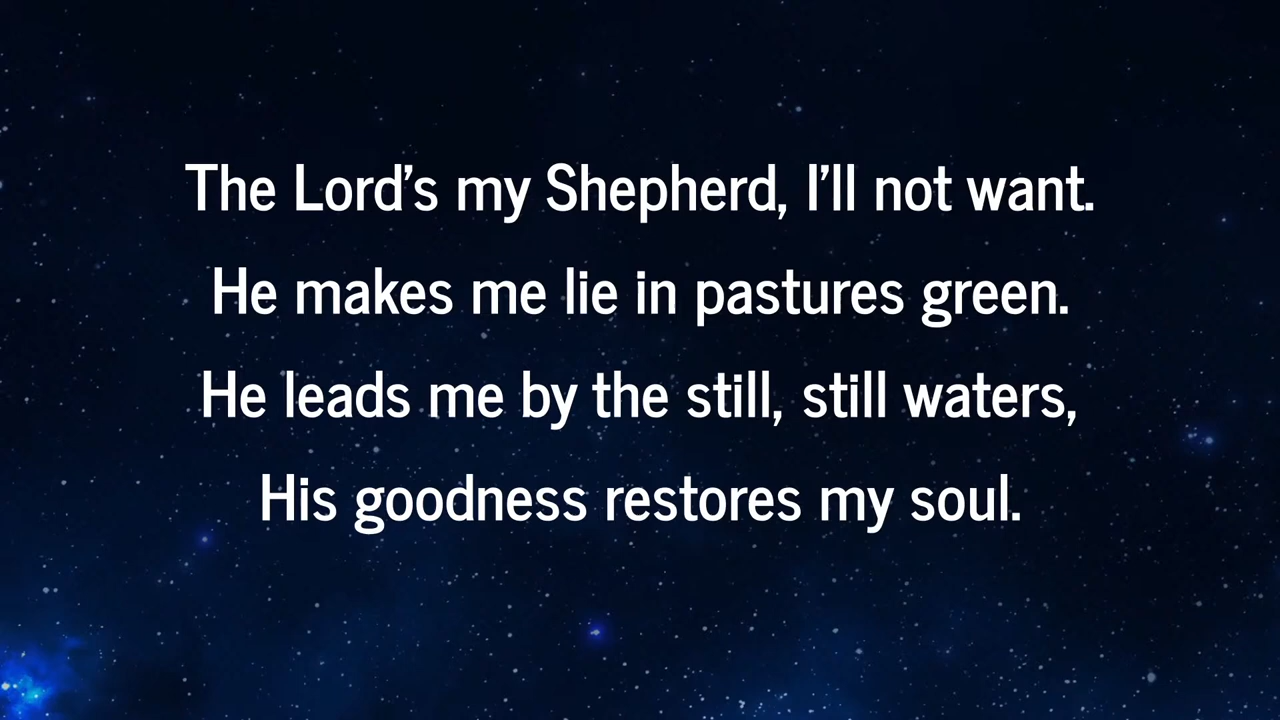 The Lord’s my Shepherd, I’ll not want.
He makes me lie in pastures green.
He leads me by the still, still waters,
His goodness restores my soul.